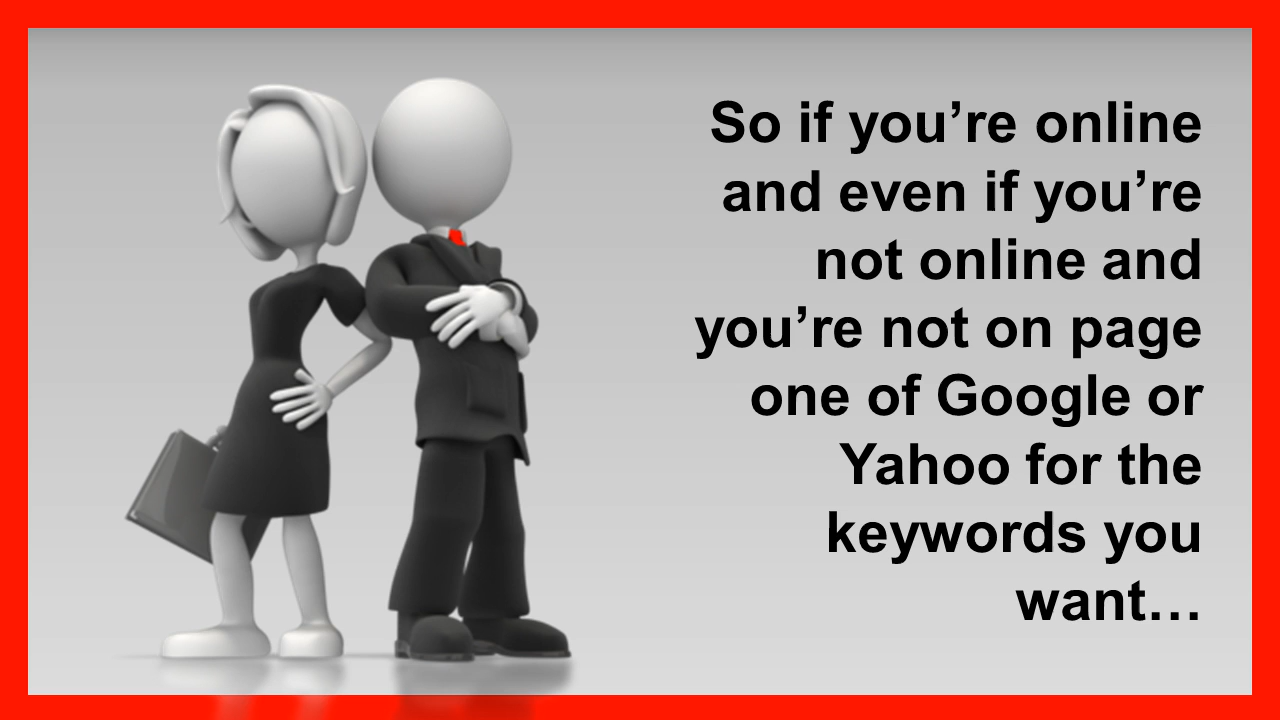 So if you’re online
and even if you’re
not online and
you’re not on page
one of Google or
Yahoo for the
keywords you
want…